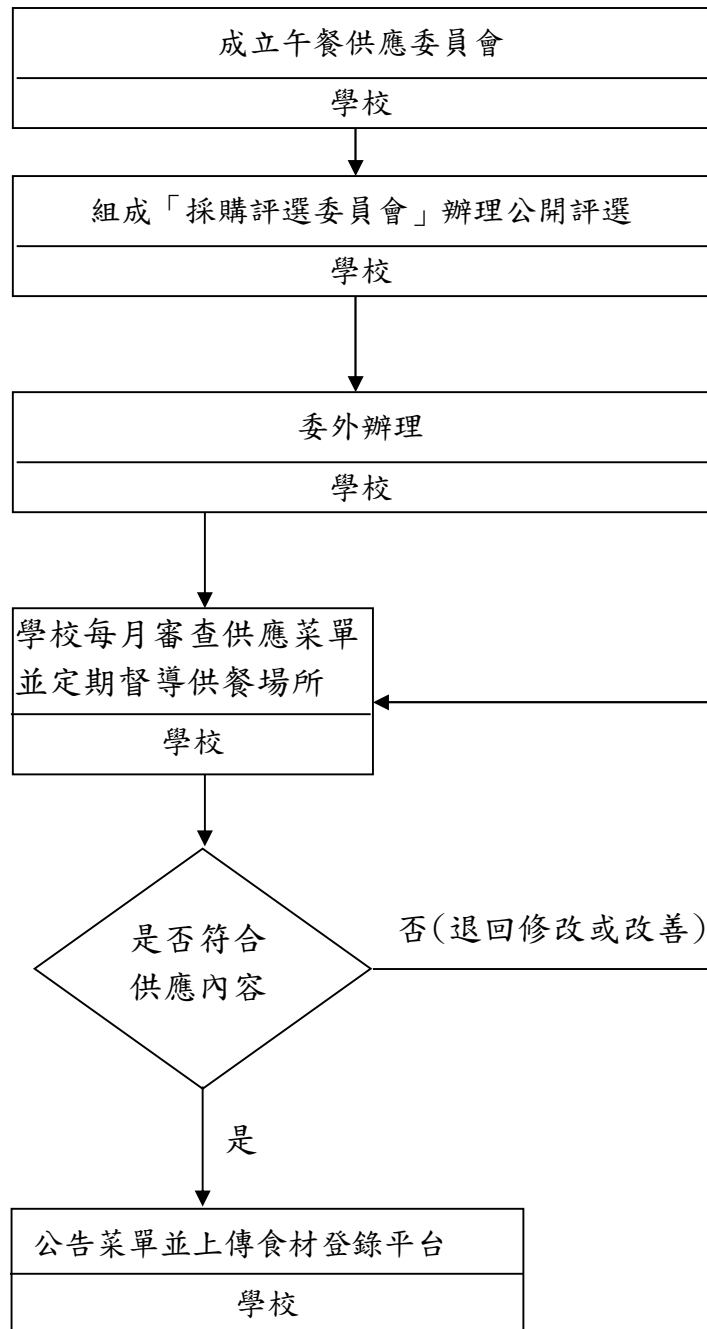 成立午餐供應委員會
學校
組成「採購評選委員會」辦理公開評選
學校
委外辦理
學校
學校每月審查供應菜單
並定期督導供餐場所
學校
是否符合
供應內容
否(退回修改或改善)
是
公告菜單並上傳食材登錄平台
學校